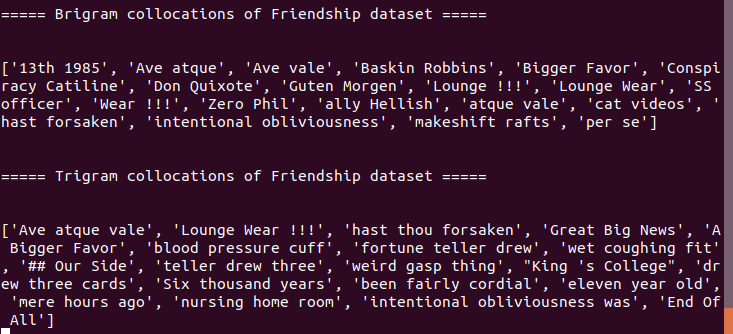 ===== Brigram collocations of Friendship dataset =====
['13th 1985', 'Ave atque', 'Ave vale', 'Baskin Robbins', 'Bigger Favor', 'Conspi
racy Catiline', 'Don Quixote', 'Guten Morgen', 'Lounge !!!', 'Lounge Wear', 'SS
officer', 'Wear !!!', 'Zero Phil', 'ally Hellish', 'atque vale', 'cat videos', '
hast forsaken', 'intentional obliviousness', 'makeshift rafts', 'per se']
===== Trigram collocations of Friendship dataset =====
['Ave atque vale', 'Lounge Wear !!!', 'hast thou forsaken', 'Great Big News', 'A
 Bigger Favor', 'blood pressure cuff', 'fortune teller drew', 'wet coughing fit'
, '## Our Side', 'teller drew three', 'weird gasp thing', "King 's College", 'dr
ew three cards', 'Six thousand years', 'been fairly cordial', 'eleven year old',
 'mere hours ago', 'nursing home room', 'intentional obliviousness was', 'End Of
 All']